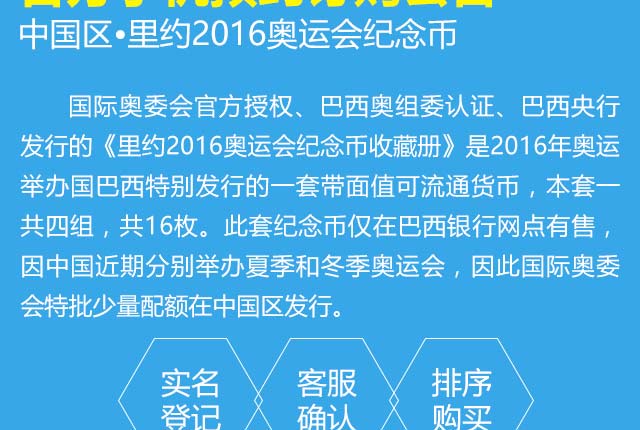 中国区•里约2016奥运会纪念币
国际奥委会官方授权、巴西奥组委认证、巴西央行
发行的《里约2016奥运会纪念币收藏册》是2016年奥运
举办国巴西特别发行的一套带面值可流通货币，本套一
共四组，共16枚。此套纪念币仅在巴西银行网点有售，
因中国近期分别举办夏季和冬季奥运会，因此国际奥委
会特批少量配额在中国区发行。
实名 客服 排序
登记 确认 购买